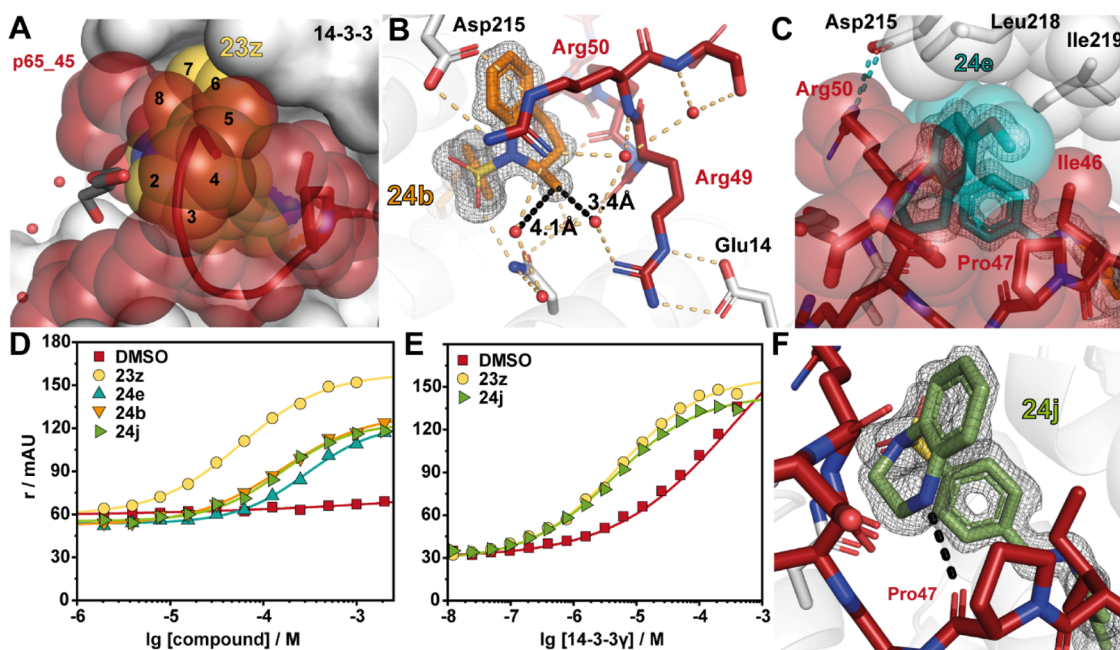 A
23z
14-3-3
p65_45
7
6
8
5
2
4
3
B
Asp215
Arg50
24b
Arg49
3.4Å
4.1Å
Glu14
C
Asp215
Leu218
24e
Ile219
Arg50
Ile46
Pro47
D
180
150
120
90
60
30
0
DMSO
23z
24e
24b
24j
r / mAU
-6
-5
-4
-3
lg [compound] / M
E
180
150
120
90
60
30
0
DMSO
23z
24j
-8
-7
-6
-5
-4
-3
lg [14-3-3γ] / M
F
24j
Pro47